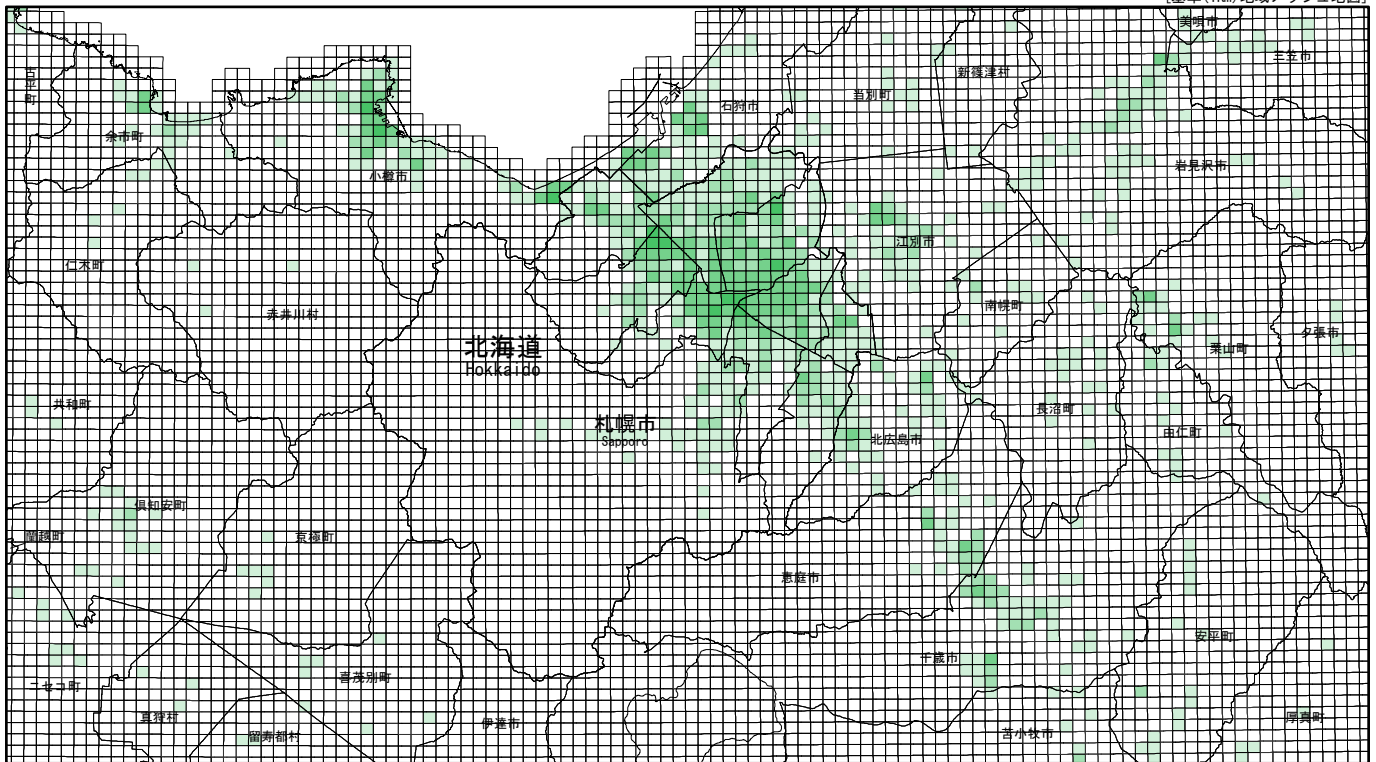 美唄市
三笠市
新篠津村
古平町
当別町
石狩市
余市町
岩見沢市
小樽市
江別市
仁木町
南幌町
赤井川村
夕張市
北海道
Hokkaido
栗山町
共和町
長沼町
札幌市
Sapporo
北広島市
由仁町
倶知安町
蘭越町
京極町
恵庭市
安平町
千歳市
喜茂別町
ニセコ町
真狩村
伊達市
厚真町
留寿都村
苫小牧市